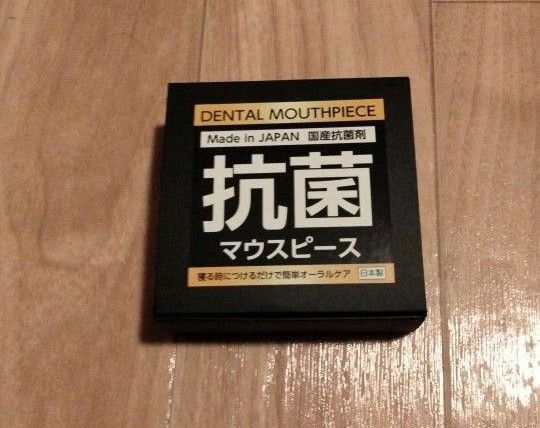 DENTAL MOUTHPIECE
Made in JAPAN 国産抗菌剤
抗菌
マウスピース
寝る時につけるだけで簡単オーラルケア 日本製